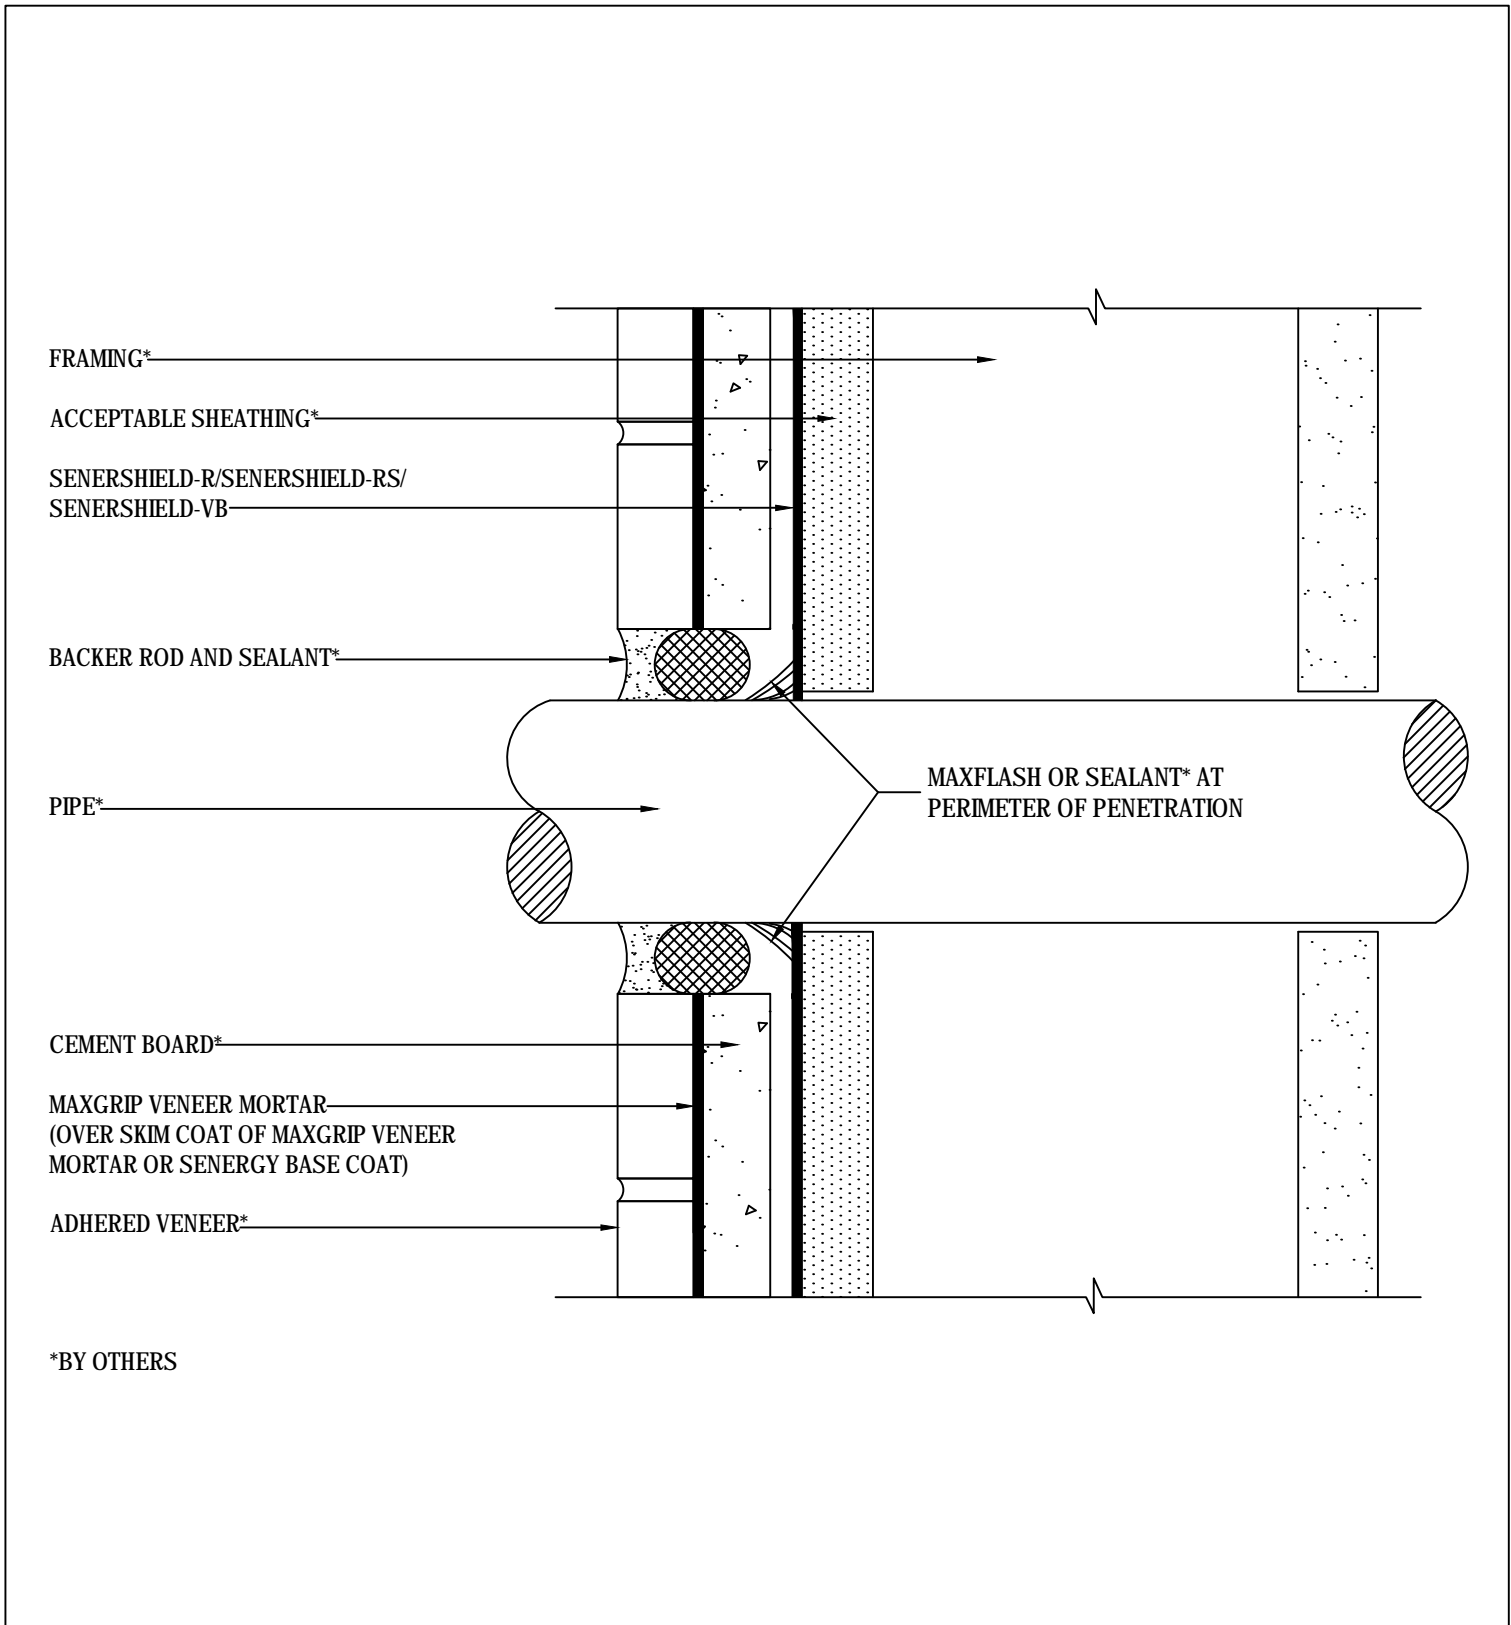 FRAMING*
ACCEPTABLE SHEATHING*
SENERSHIELD-R/SENERSHIELD-RS/
SENERSHIELD-VB
BACKER ROD AND SEALANT*
PIPE*
MAXFLASH OR SEALANT* AT
PERIMETER OF PENETRATION
CEMENT BOARD*
MAXGRIP VENEER MORTAR
(OVER SKIM COAT OF MAXGRIP VENEER
MORTAR OR SENERGY BASE COAT)
ADHERED VENEER*
*BY OTHERS